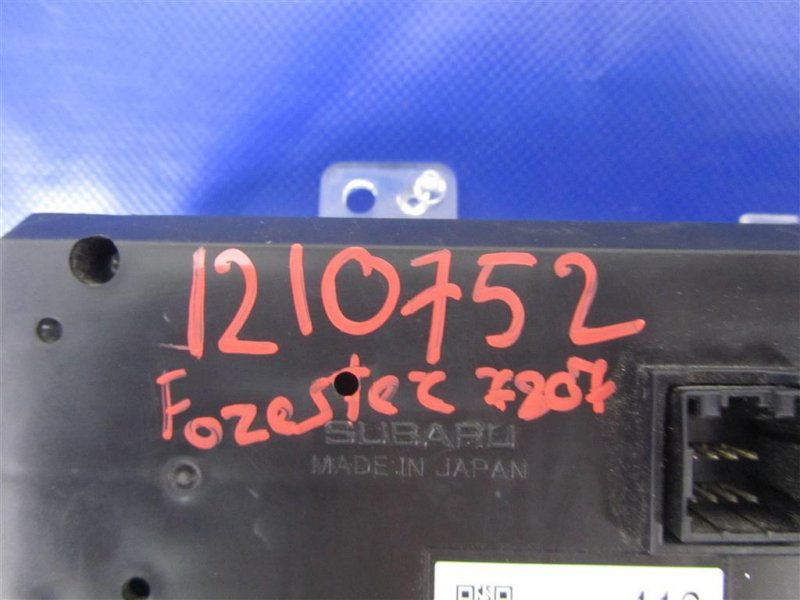 1210752
Forester 7807
SUBARU
MADE IN JAPAN